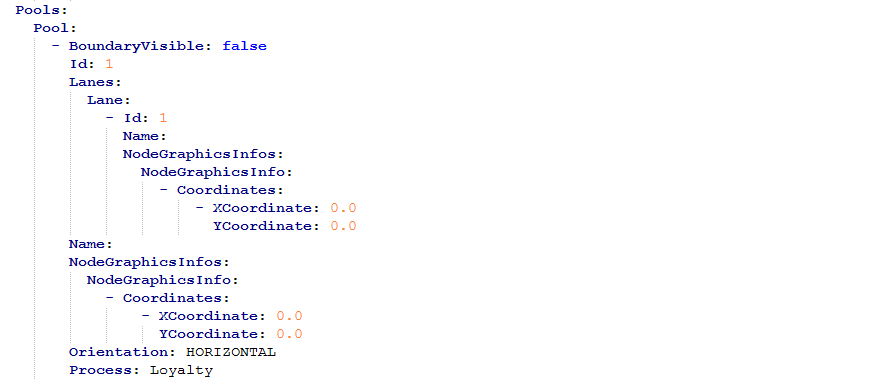 Pools:
  Pool:
    - BoundaryVisible: false
      Id: 1
      Lanes:
        Lane:
          - Id: 1
            Name:
            NodeGraphicsInfos:
              NodeGraphicsInfo:
                - Coordinates:
                    - XCoordinate: 0.0
                      YCoordinate: 0.0
      Name:
      NodeGraphicsInfos:
        NodeGraphicsInfo:
          - Coordinates:
              - XCoordinate: 0.0
                YCoordinate: 0.0
      Orientation: HORIZONTAL
      Process: Loyalty